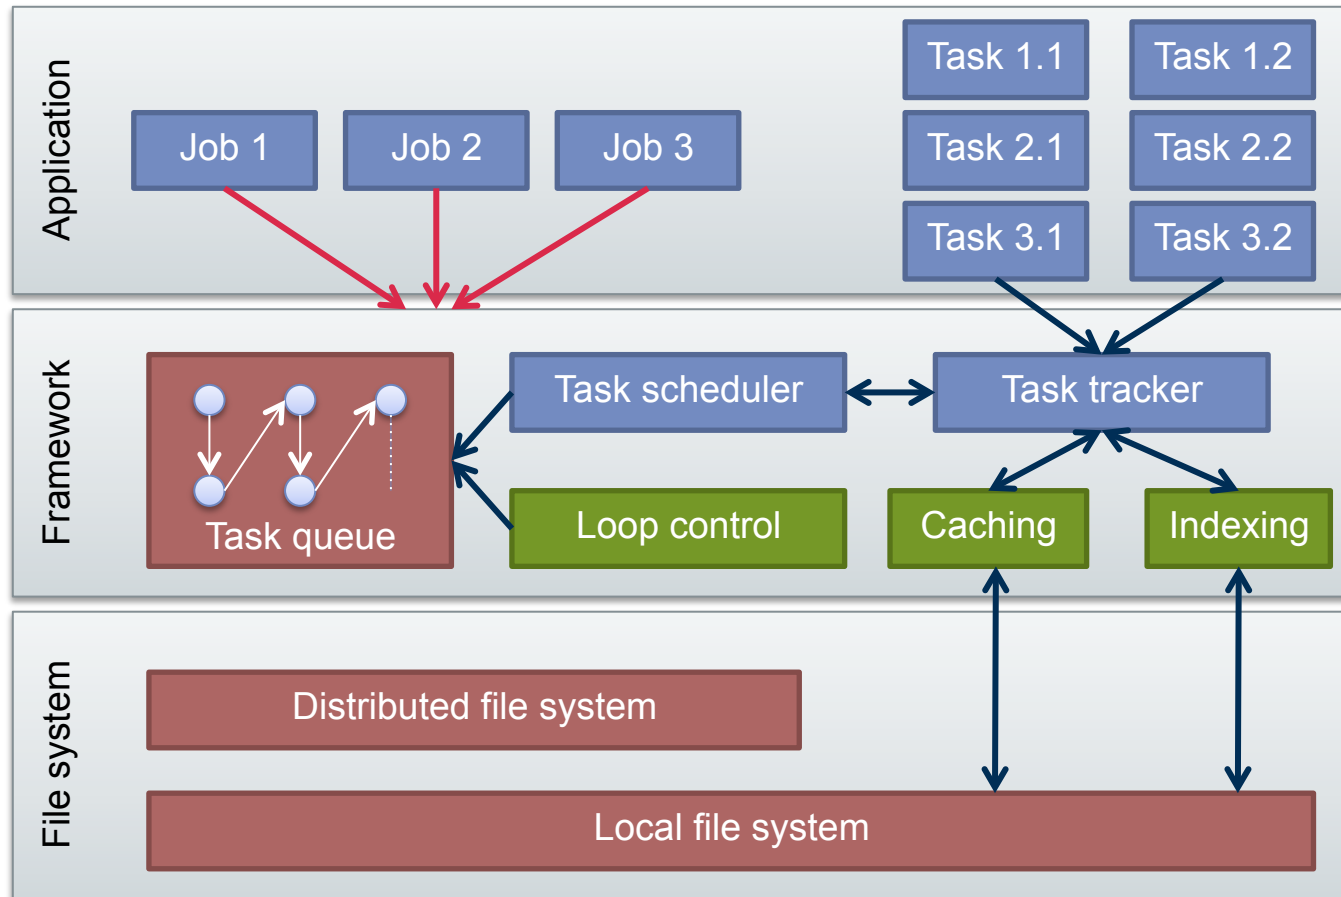 Application
Job 1
Job 2
Job 3
Task 1.1
Task 1.2
Task 2.1
Task 2.2
Task 3.1
Task 3.2
Framework
Task queue
Task scheduler
Task tracker
Loop control
Caching
Indexing
File system
Distributed file system
Local file system